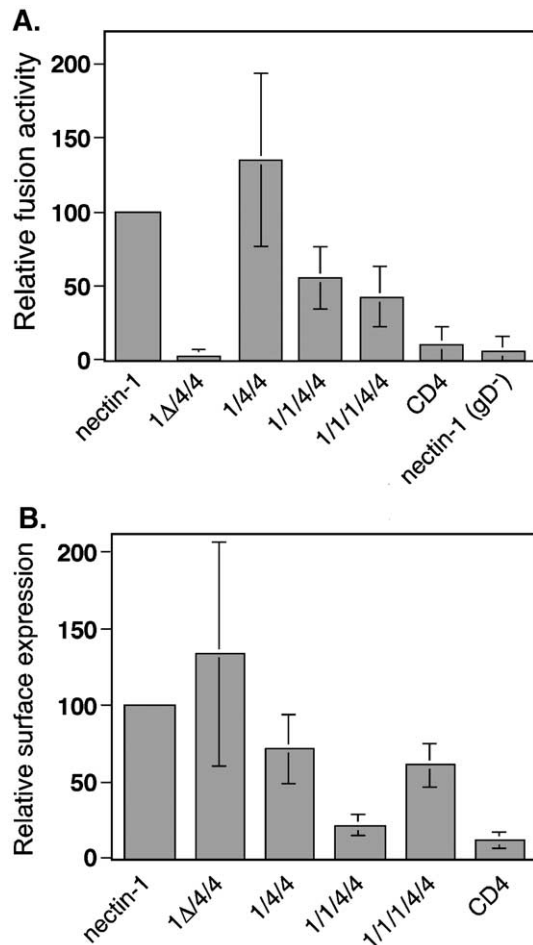 A.
Relative fusion activity
200
150
100
50
0
nectin-1
1Δ/4/4
1/4/4
1/1/4/4
1/1/1/4/4
CD4
nectin-1 (gD-)
B.
Relative surface expression
200
150
100
50
0
nectin-1
1Δ/4/4
1/4/4
1/1/4/4
1/1/1/4/4
CD4